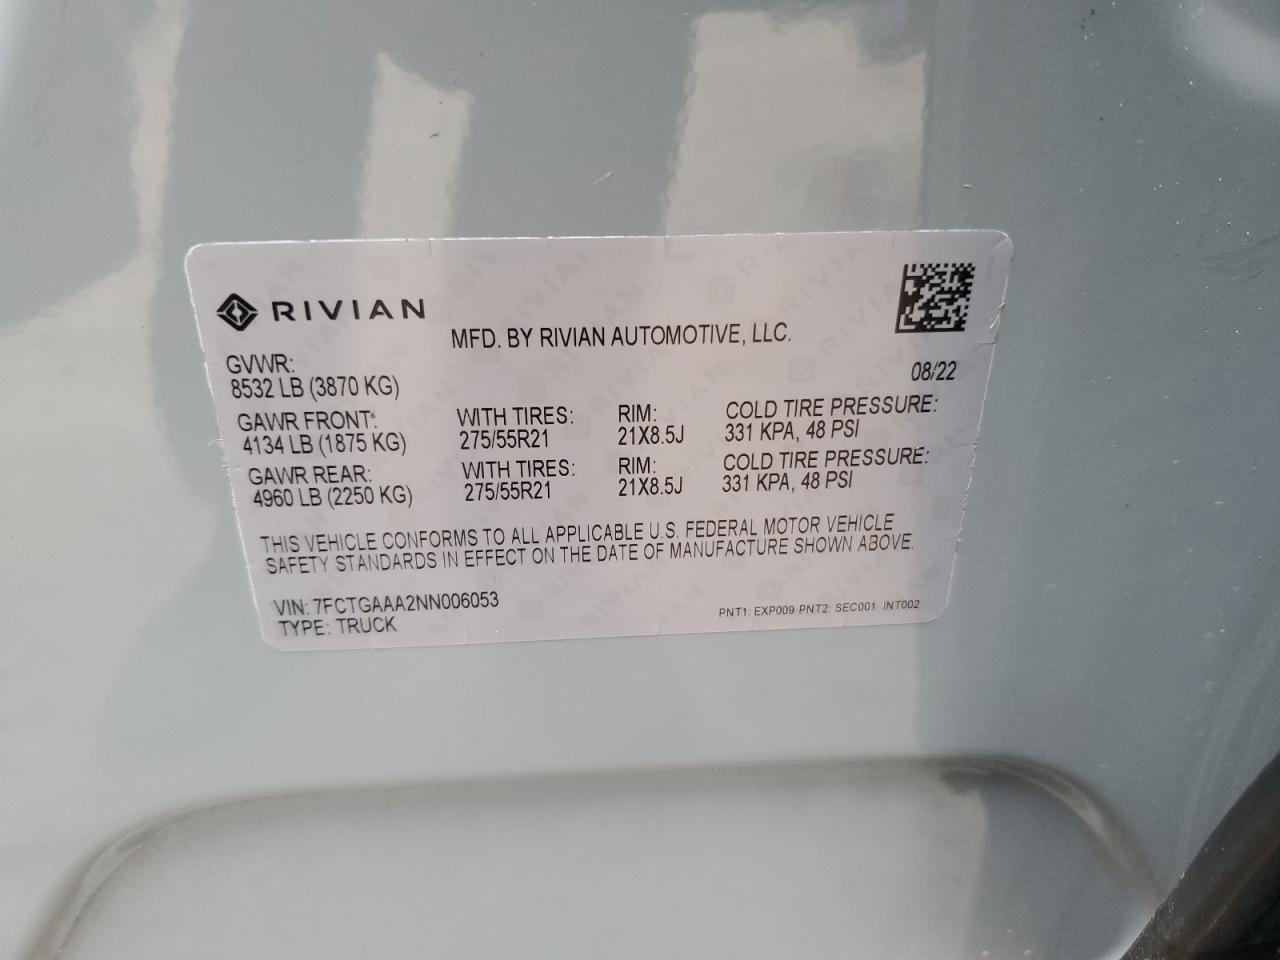 RIVIAN
MFD. BY RIVIAN AUTOMOTIVE, LLC.
GVWR:
8532 LB (3870 KG)
08/22
GAWR FRONT: WITH TIRES: RIM: COLD TIRE PRESSURE:
4134 LB (1875 KG) 275/55R21 21X8.5J 331 KPA, 48 PSI
GAWR REAR: WITH TIRES: RIM: COLD TIRE PRESSURE:
4960 LB (2250 KG) 275/55R21 21X8.5J 331 KPA, 48 PSI
THIS VEHICLE CONFORMS TO ALL APPLICABLE U.S. FEDERAL MOTOR VEHICLE
SAFETY STANDARDS IN EFFECT ON THE DATE OF MANUFACTURE SHOWN ABOVE.
VIN: 7FCTGAAA2NN006053
TYPE: TRUCK
PNT1: EXP009 PNT2: SEC001 INT002